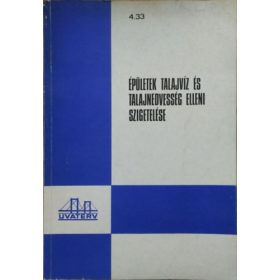 4.33
ÉPÜLETEK TALAJVÍZ ÉS
TALAJNEDVESSÉG ELLENI
SZIGETELÉSE
UVATERV